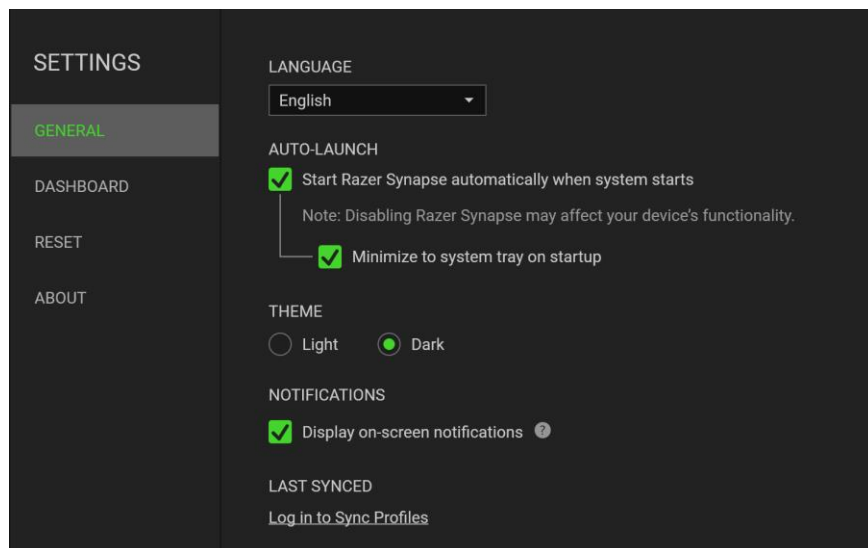 SETTINGS
GENERAL
DASHBOARD
RESET
ABOUT
LANGUAGE
English
AUTO-LAUNCH
Start Razer Synapse automatically when system starts
Note: Disabling Razer Synapse may affect your device's functionality.
Minimize to system tray on startup
THEME
Light Dark
NOTIFICATIONS
Display on-screen notifications ?
LAST SYNCED
Log in to Sync Profiles